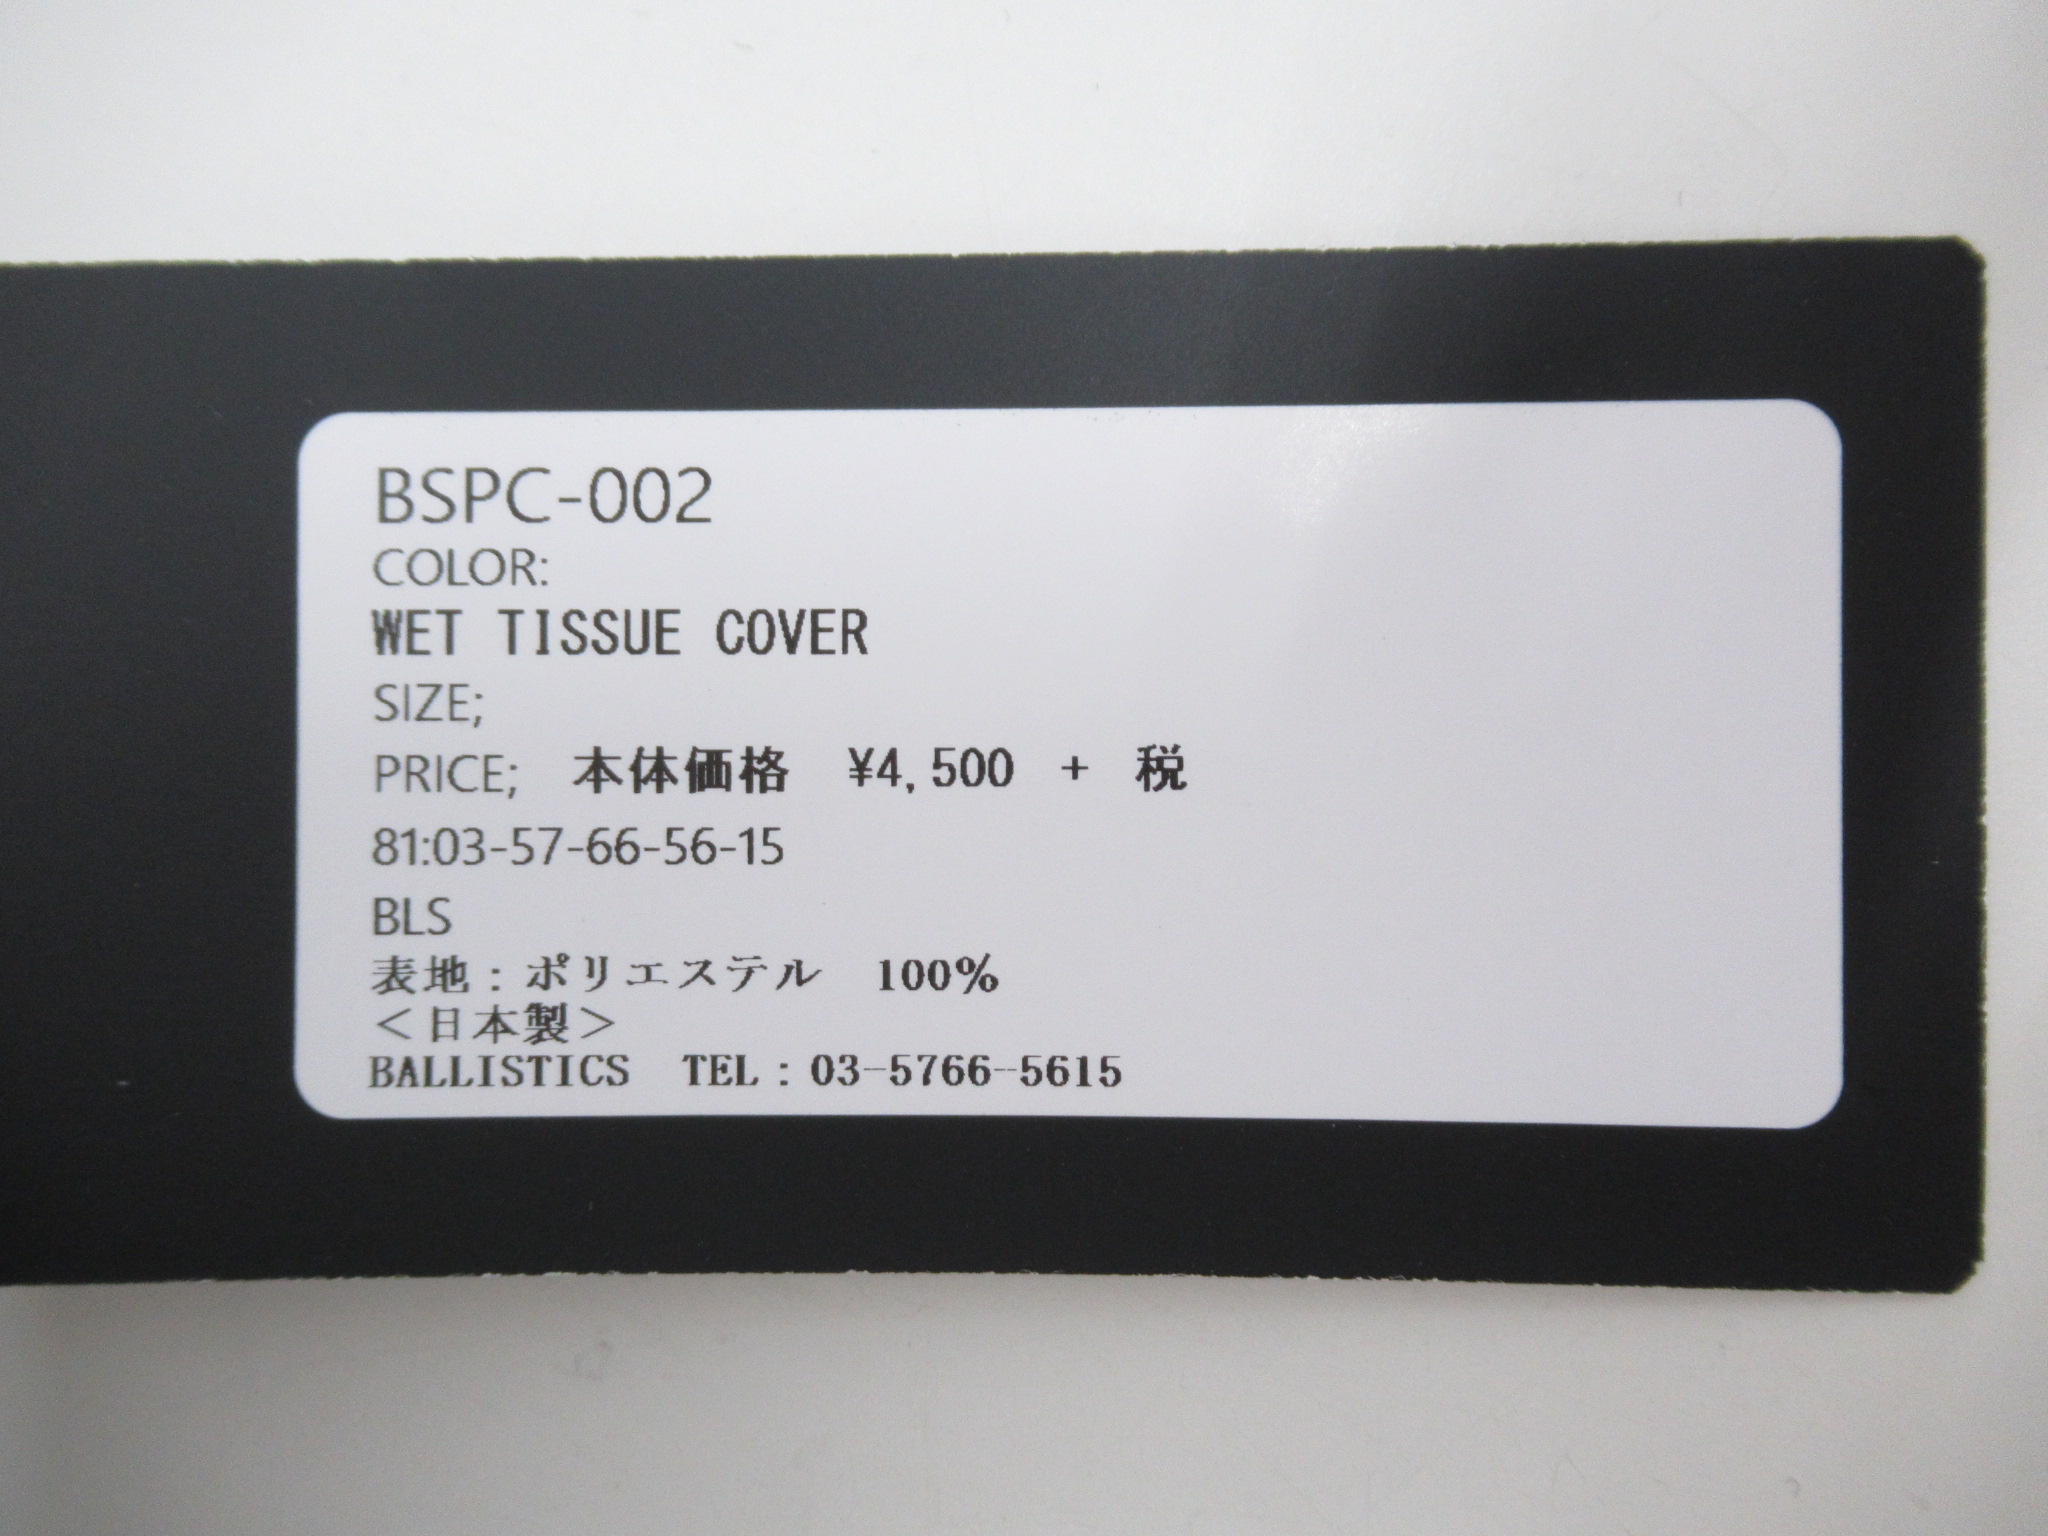 BSPC-002
COLOR:
WET TISSUE COVER
SIZE;
PRICE; 本体価格 ¥4,500 + 税
81:03-57-66-56-15
BLS
表地：ポリエステル 100%
＜日本製＞
BALLISTICS TEL：03-5766-5615